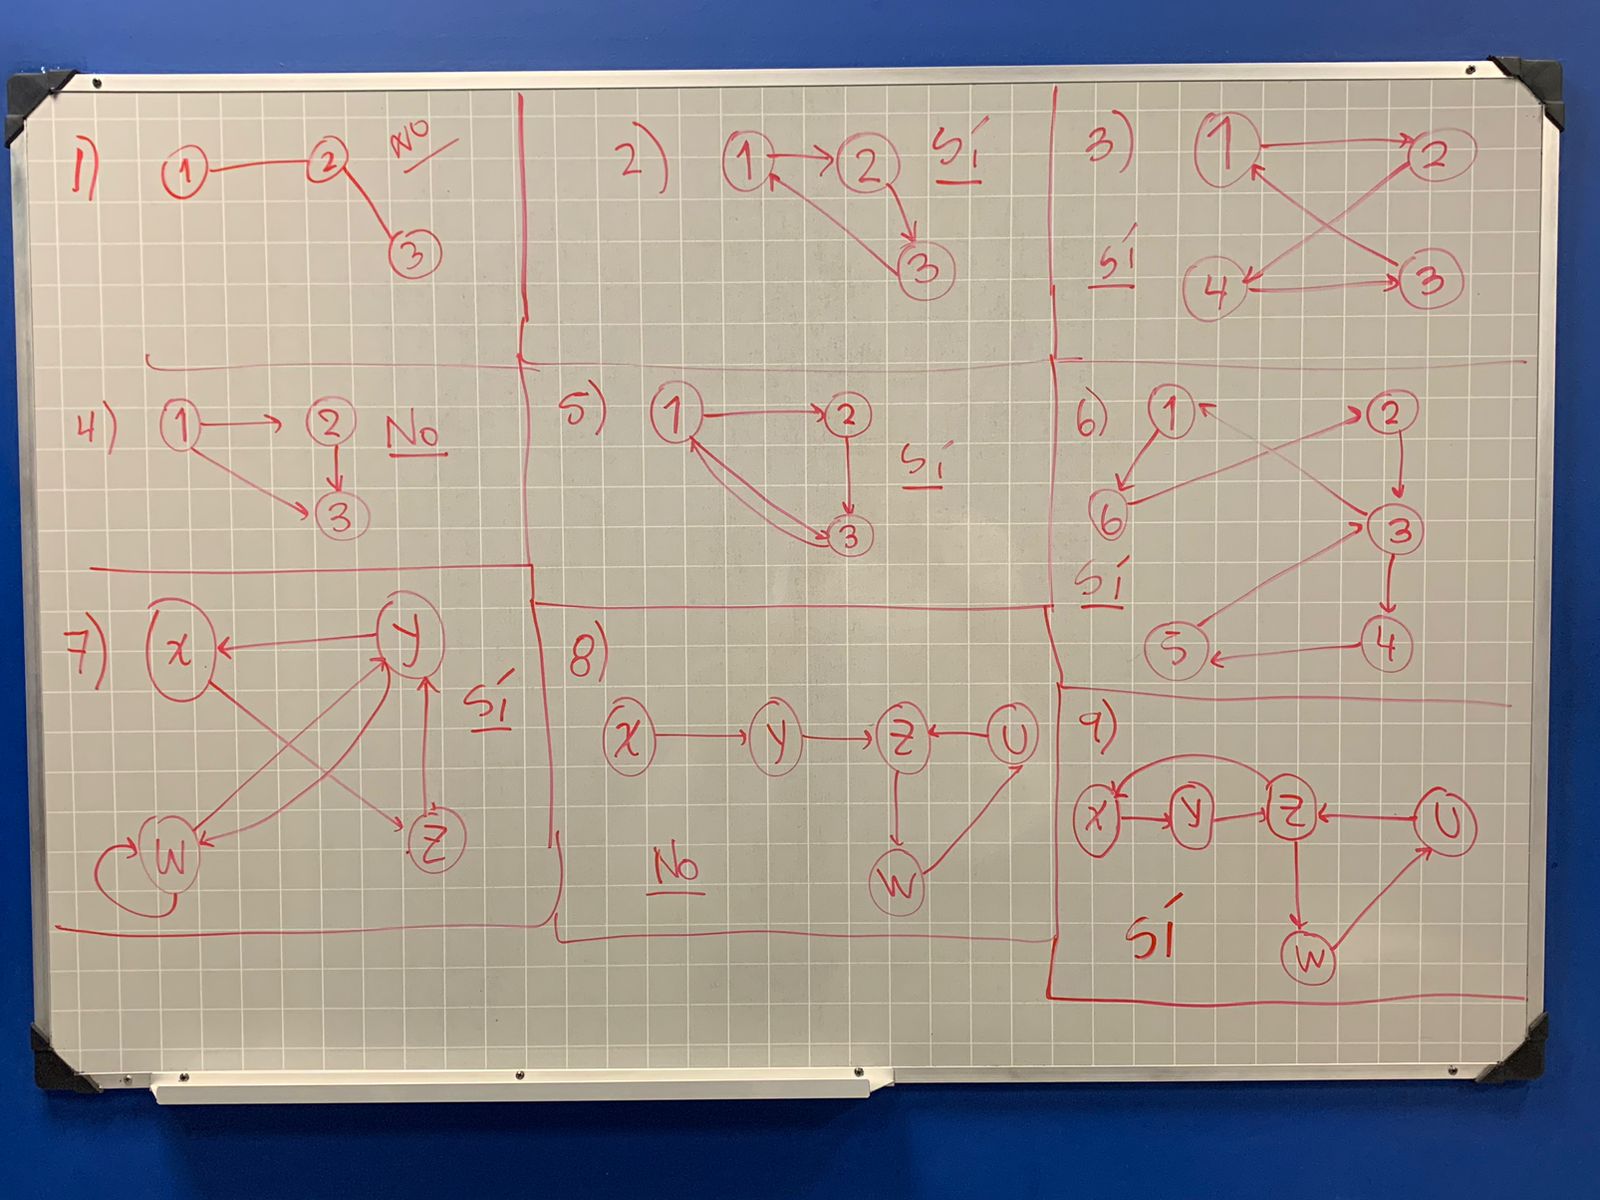 1) 1 2 3 NO
2) 1 2 3 SÍ
3) 1 2 4 3 SÍ
4) 1 2 3 No
5) 1 2 3 SÍ
6) 1 2 6 3 5 4 SÍ
7) X Y W Z SÍ
8) X Y Z U W No
9) X Y Z U W SÍ